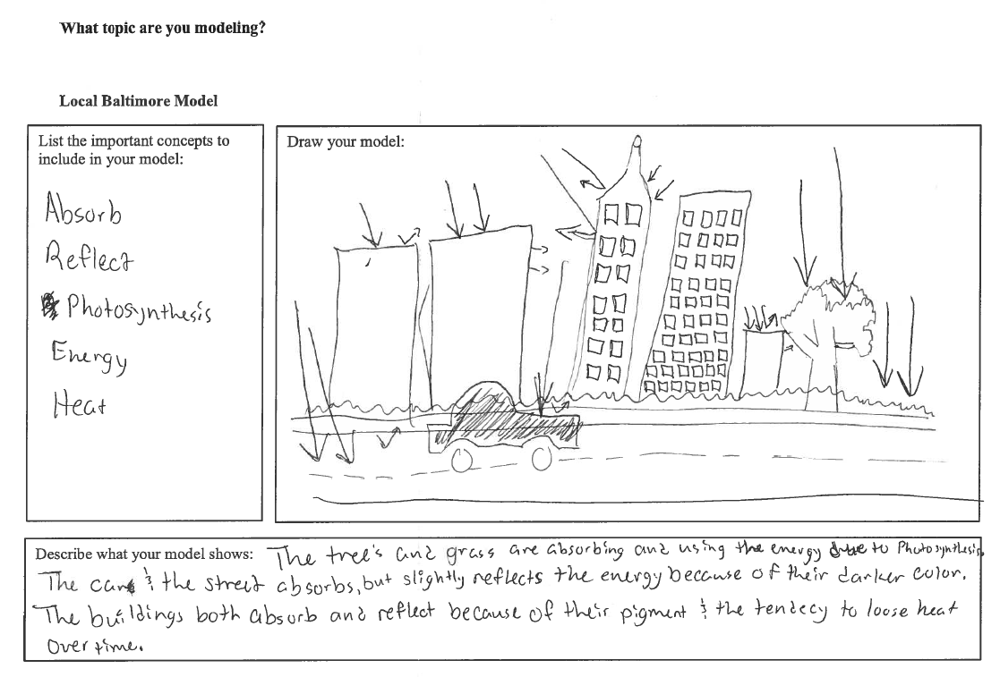 What topic are you modeling?
Local Baltimore Model
List the important concepts to
include in your model:
Absorb
Reflect
Photosynthesis
Energy
Heat
Draw your model:
Describe what your model shows: The tree's and grass are absorbing and using the energy due to Photosynthesis.
The car & the street absorbs, but slightly reflects the energy because of their darker color.
The buildings both absorb and reflect because of their pigment & the tendecy to loose heat
over time.